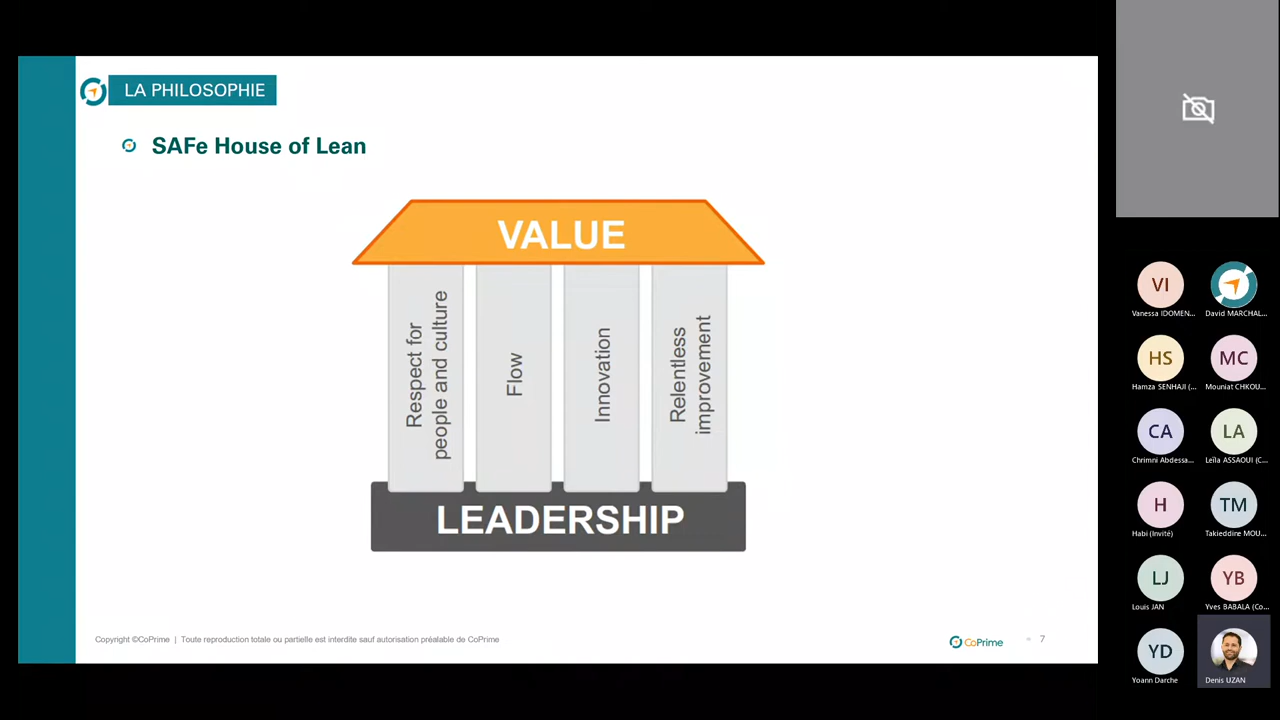 LA PHILOSOPHIE
SAFe House of Lean
VALUE
Respect for
people and culture
Flow
Innovation
Relentless
improvement
LEADERSHIP
Copyright ©CoPrime | Toute reproduction totale ou partielle est interdite sauf autorisation préalable de CoPrime
CoPrime
7
VI
Vanessa IDOMEN...
David MARCHAL...
HS
Hamza SENHAJI (...
MC
Mouniat CHKOU...
CA
Chrimni Abdessa...
LA
Leïla ASSAOUI (C...
H
Habi (Invité)
TM
Takieddine MOU...
LJ
Louis JAN
YB
Yves BABALA (Co...
YD
Yoann Darche
Denis UZAN